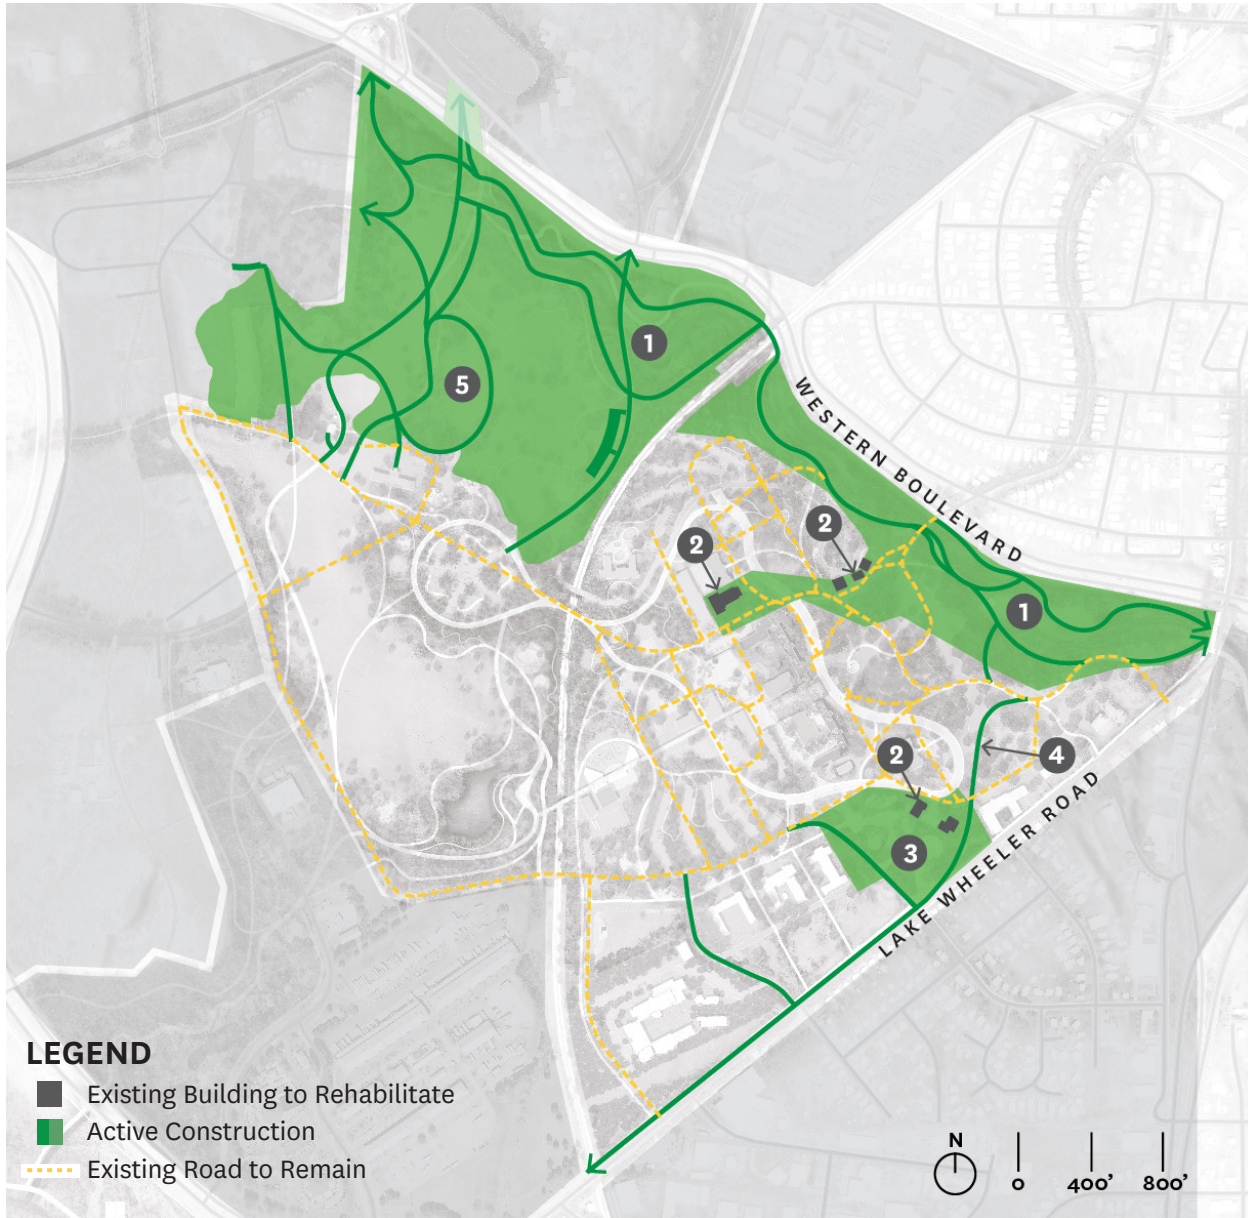 1
5
WESTERN BOULEVARD
2
2
1
2
4
3
LAKE WHEELER ROAD
LEGEND
Existing Building to Rehabilitate
Active Construction
Existing Road to Remain
N
0 400' 800'